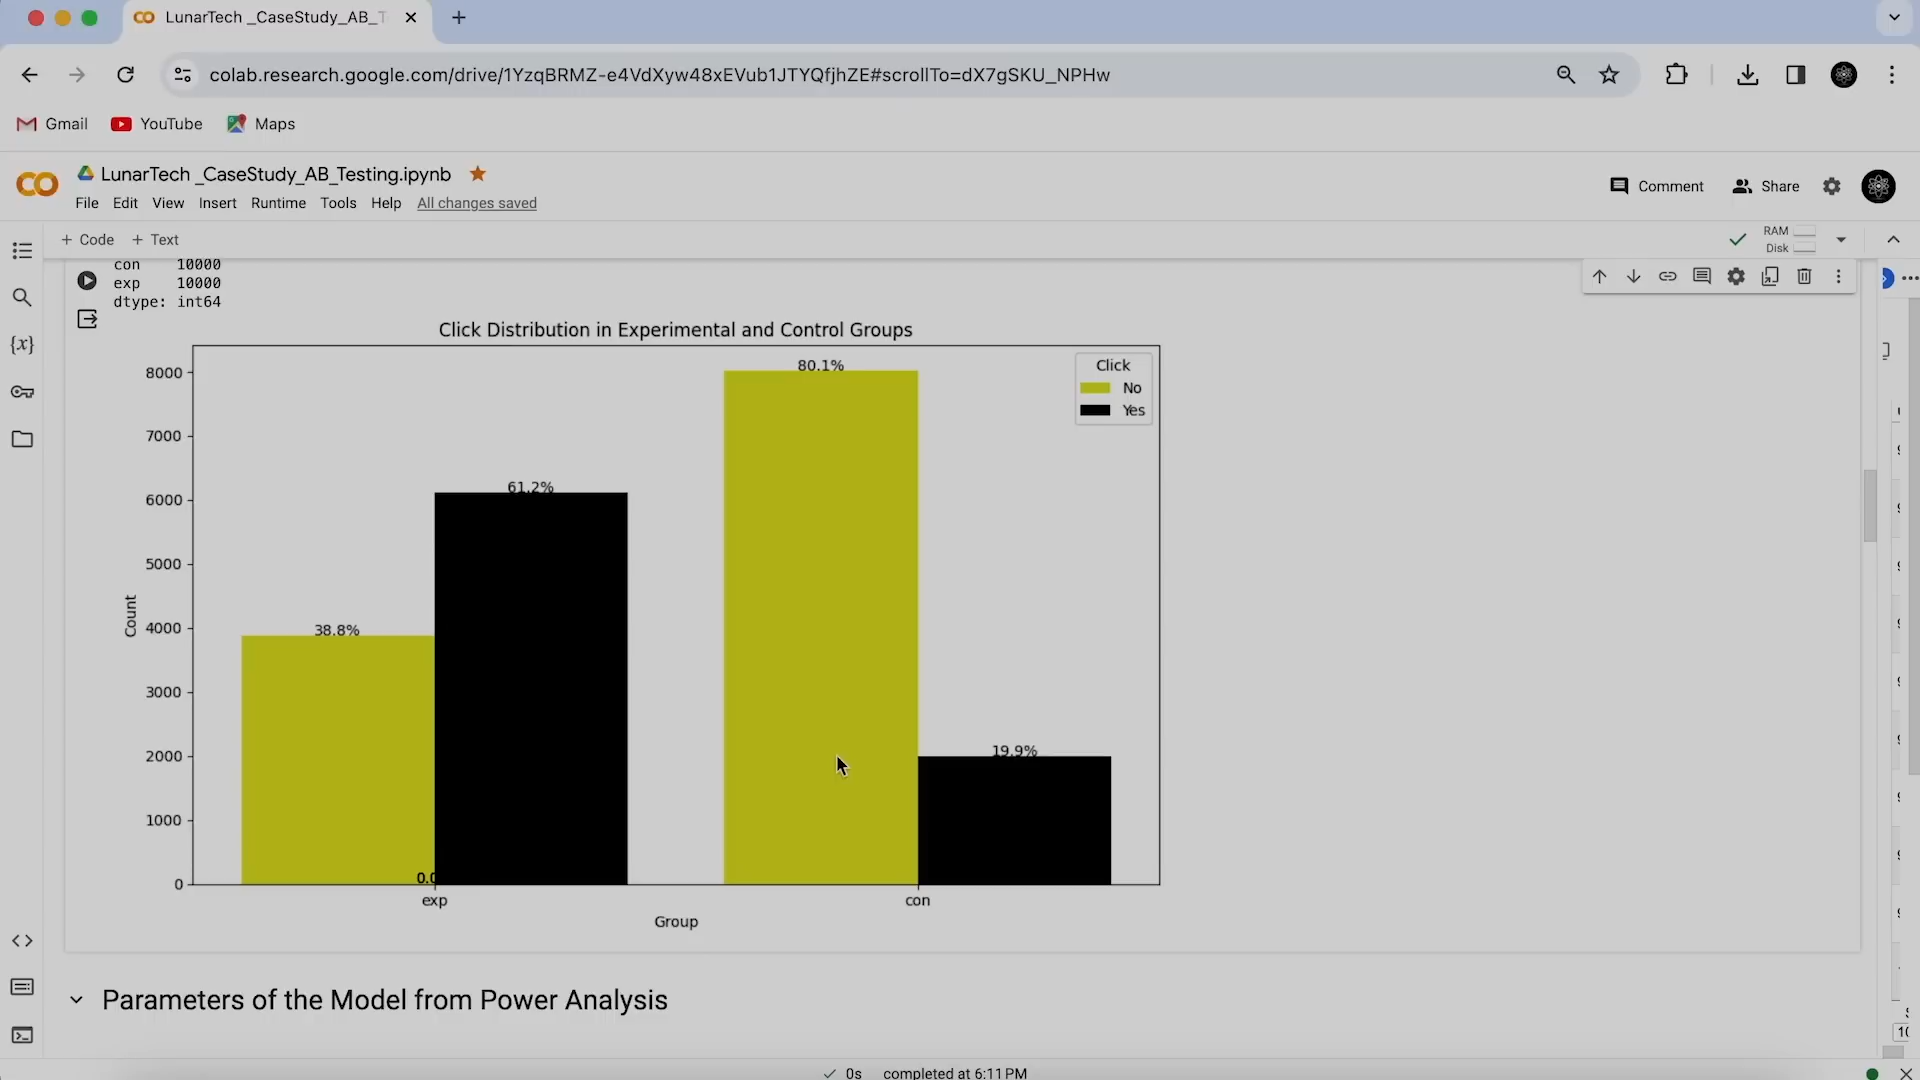 LunarTech _CaseStudy_AB_T
colab.research.google.com/drive/1YzqBRMZ-e4VdXyw48xEVub1JTYQfjhZE#scrollTo=dX7gSKU_NPHw
Gmail YouTube Maps
LunarTech _CaseStudy_AB_Testing.ipynb
Comment Share
File Edit View Insert Runtime Tools Help All changes saved
+ Code + Text
RAM
Disk
con 10000
exp 10000
dtype: int64
Click Distribution in Experimental and Control Groups
Click
No
Yes
80.1%
61.2%
38.8%
19.9%
0.0
8000
7000
6000
5000
4000
3000
2000
1000
0
Count
exp con
Group
Parameters of the Model from Power Analysis
0s completed at 6:11 PM